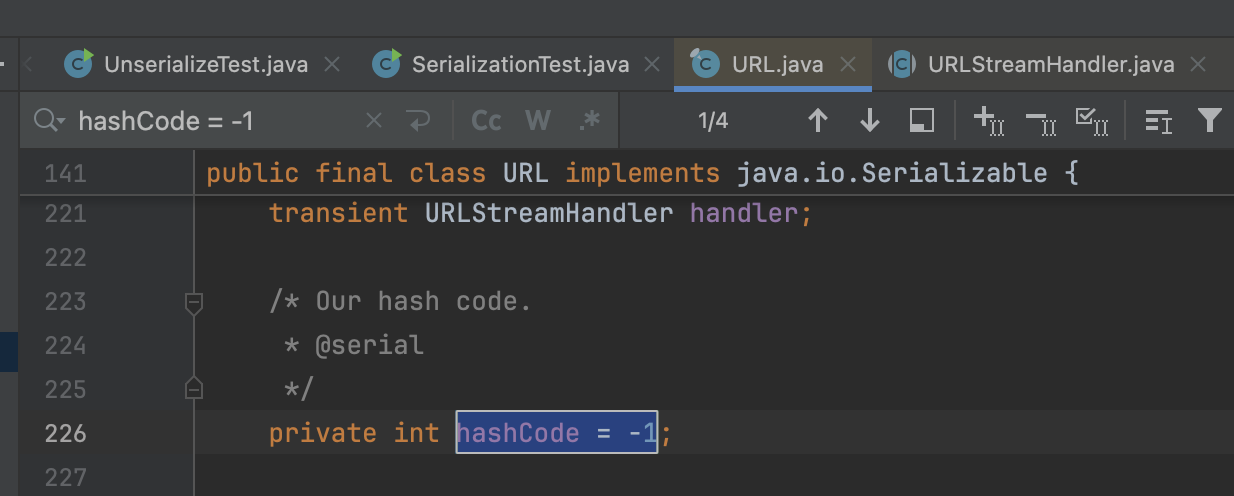 UnserializeTest.java SerializationTest.java URL.java URLStreamHandler.java
hashCode = -1 Cc W .* 1/4
141 public final class URL implements java.io.Serializable {
221 transient URLStreamHandler handler;
222
223 /* Our hash code.
224 * @serial
225 */
226 private int hashCode = -1;
227